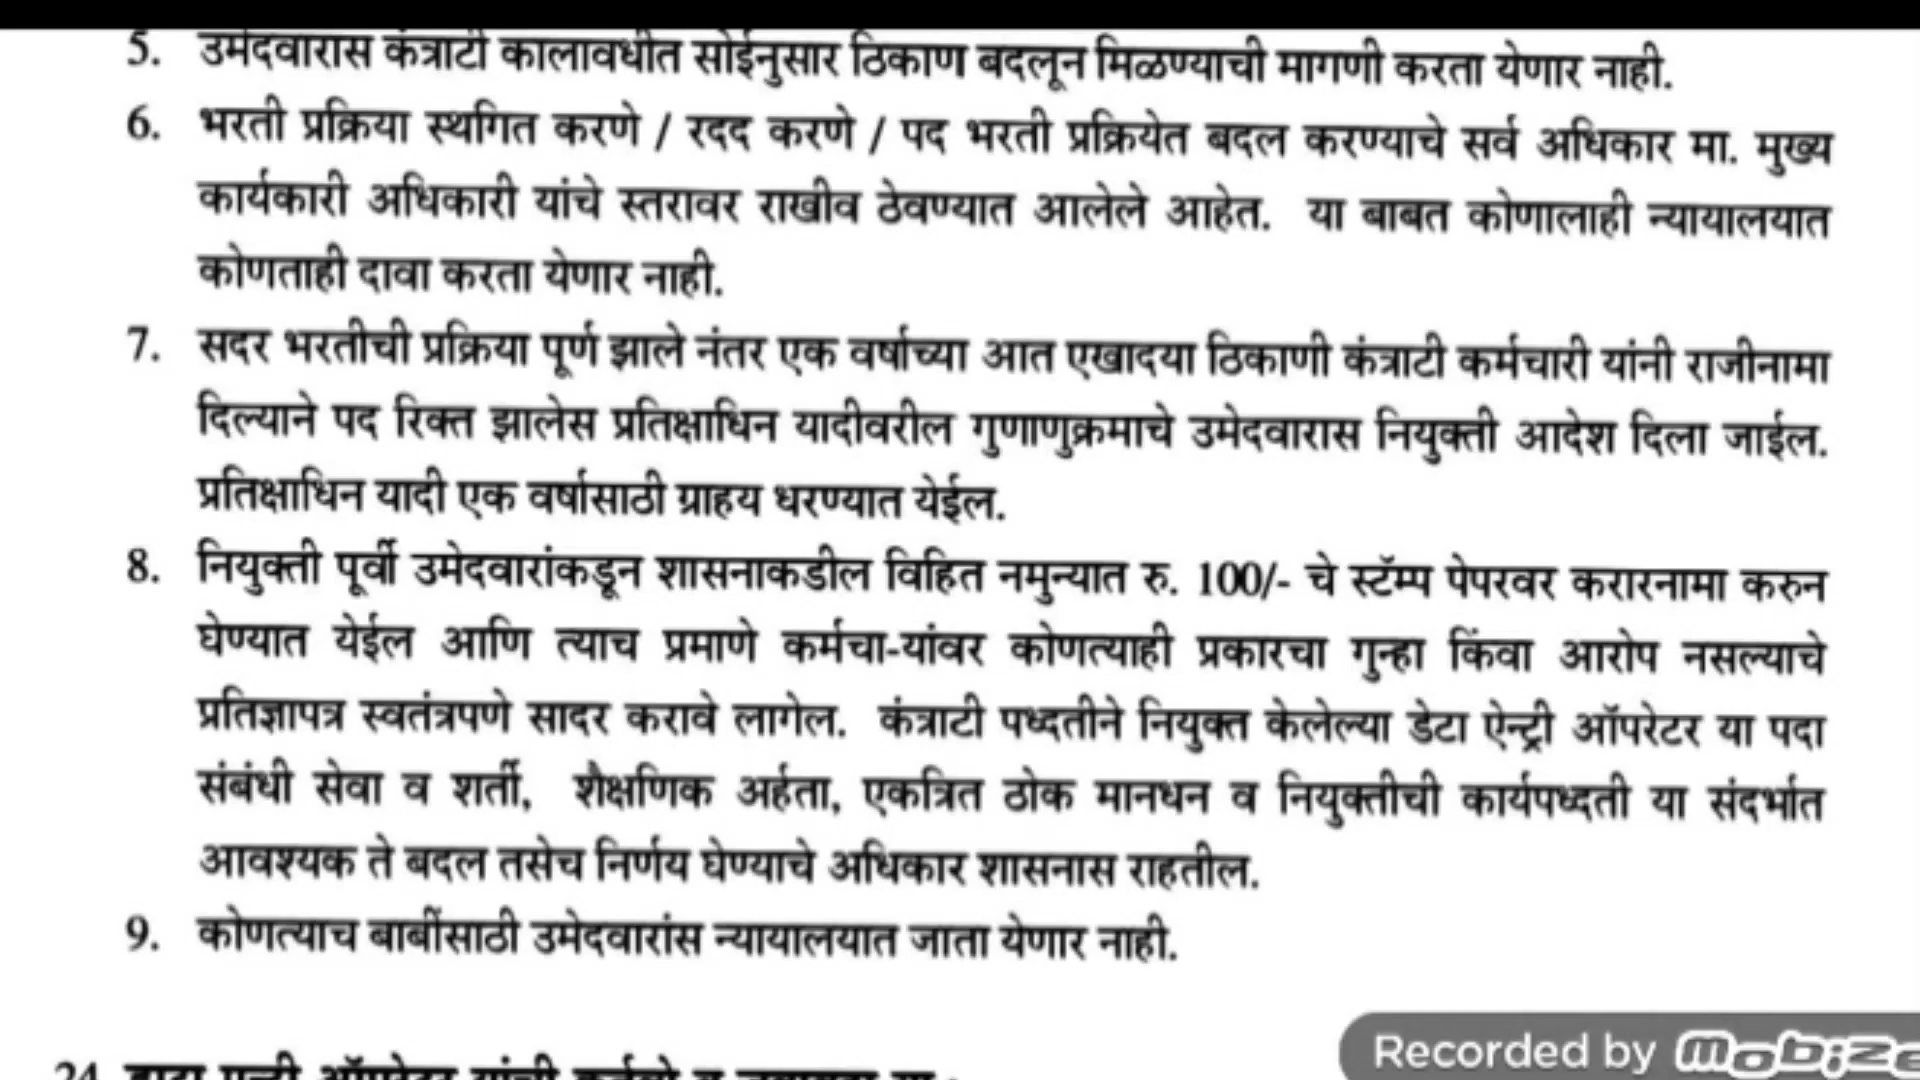 5. उमेदवारास कंत्राटी कालावधीत सोईनुसार ठिकाण बदलून मिळण्याची मागणी करता येणार नाही.
6. भरती प्रक्रिया स्थगित करणे / रदद करणे / पद भरती प्रक्रियेत बदल करण्याचे सर्व अधिकार मा. मुख्य
कार्यकारी अधिकारी यांचे स्तरावर राखीव ठेवण्यात आलेले आहेत. या बाबत कोणालाही न्यायालयात
कोणताही दावा करता येणार नाही.
7. सदर भरतीची प्रक्रिया पूर्ण झाले नंतर एक वर्षाच्या आत एखादया ठिकाणी कंत्राटी कर्मचारी यांनी राजीनामा
दिल्याने पद रिक्त झालेस प्रतिक्षाधिन यादीवरील गुणाणुक्रमाचे उमेदवारास नियुक्ती आदेश दिला जाईल.
प्रतिक्षाधिन यादी एक वर्षासाठी ग्राहय धरण्यात येईल.
8. नियुक्ती पूर्वी उमेदवारांकडून शासनाकडील विहित नमुन्यात रु. 100/- चे स्टॅम्प पेपरवर करारनामा करुन
घेण्यात येईल आणि त्याच प्रमाणे कर्मचा-यांवर कोणत्याही प्रकारचा गुन्हा किंवा आरोप नसल्याचे
प्रतिज्ञापत्र स्वतंत्रपणे सादर करावे लागेल. कंत्राटी पध्दतीने नियुक्त केलेल्या डेटा ऐन्ट्री ऑपरेटर या पदा
संबंधी सेवा व शर्ती, शैक्षणिक अर्हता, एकत्रित ठोक मानधन व नियुक्तीची कार्यपध्दती या संदर्भात
आवश्यक ते बदल तसेच निर्णय घेण्याचे अधिकार शासनास राहतील.
9. कोणत्याच बाबींसाठी उमेदवारांस न्यायालयात जाता येणार नाही.
Recorded by